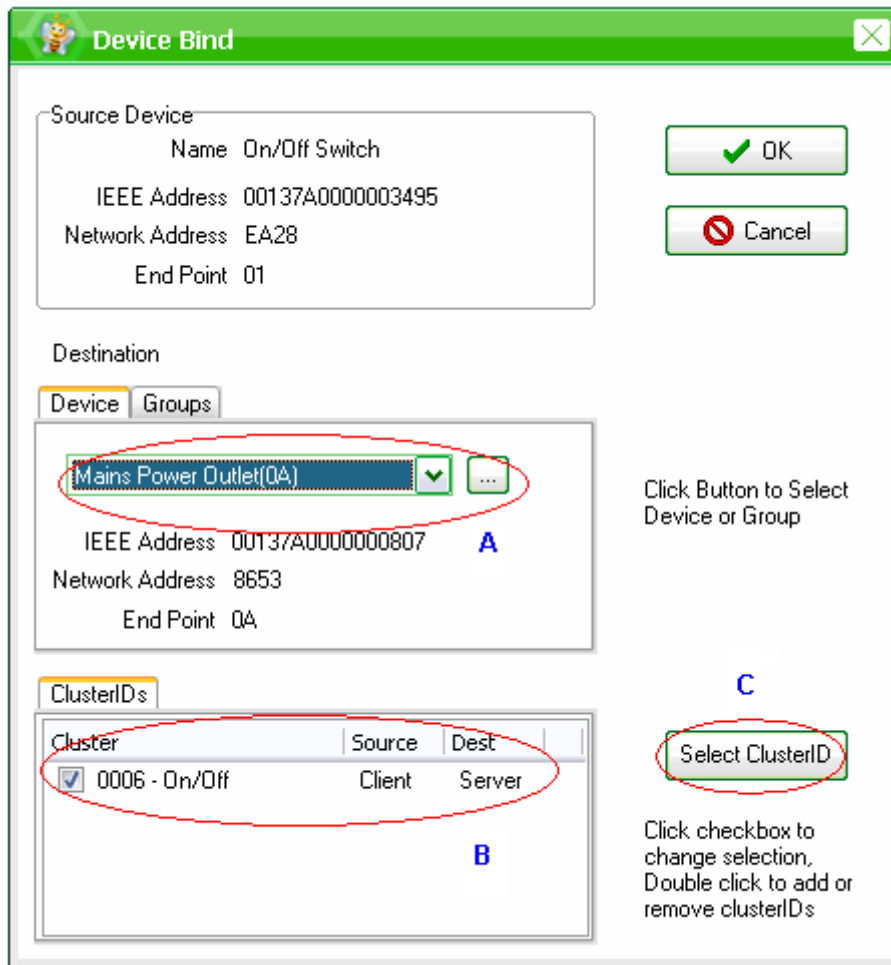 Device Bind
Source Device
Name On/Off Switch
IEEE Address 00137A0000003495
Network Address EA28
End Point 01
OK
Cancel
Destination
Device Groups
Mains Power Outlet(0A)
...
A
IEEE Address 00137A0000000807
Network Address 8653
End Point 0A
Click Button to Select
Device or Group
ClusterIDs
Cluster Source Dest
0006 - On/Off Client Server
B
C
Select ClusterID
Click checkbox to
change selection,
Double click to add or
remove clusterIDs